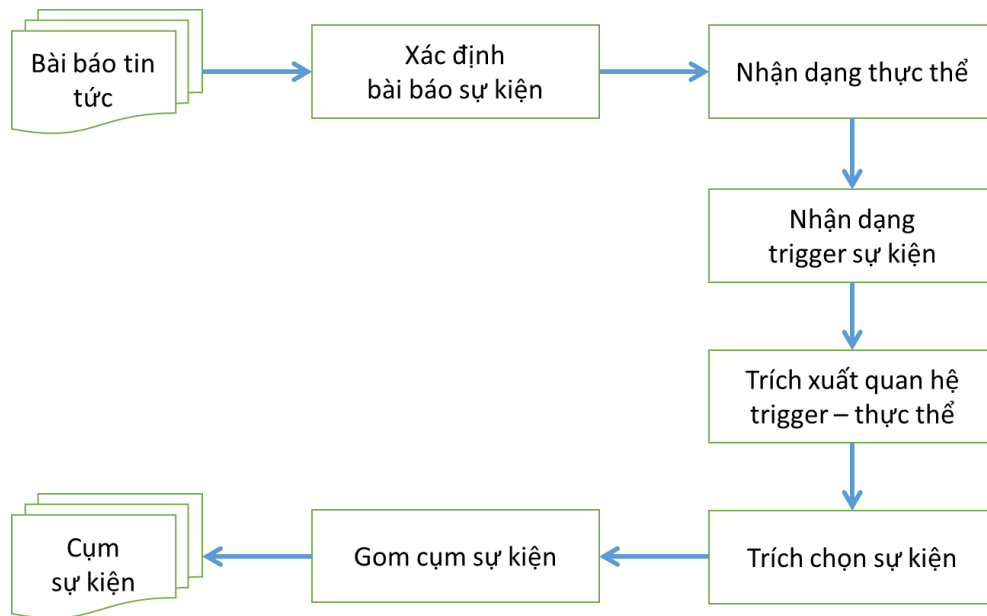 Bài báo tin
tức
Xác định
bài báo sự kiện
Nhận dạng thực thể
Nhận dạng
trigger sự kiện
Trích xuất quan hệ
trigger – thực thể
Trích chọn sự kiện
Gom cụm sự kiện
Cụm
sự kiện